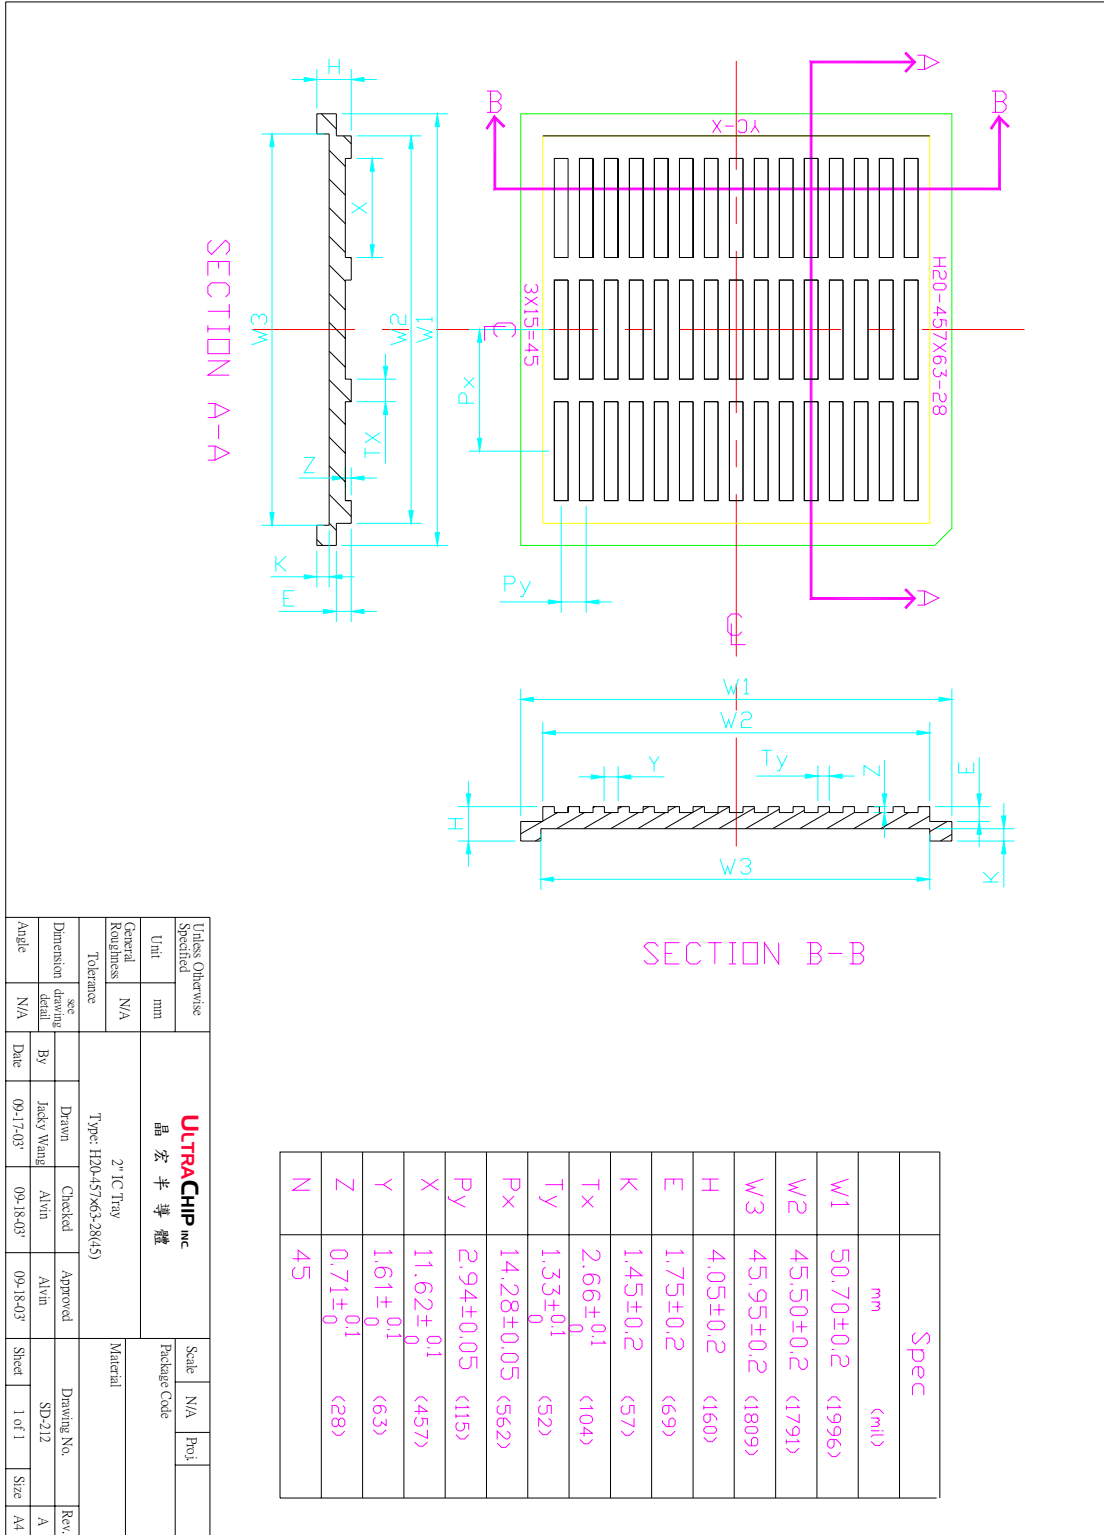 YC-X
B
B
A
A
H20-457X63-28
3X15=45
CL
CL
Px
Py
H
X
W3
W2
W1
Tx
Z
K
E
SECTION A-A
W1
W2
Y
Ty
Z
E
H
W3
K
SECTION B-B
Spec
mm (mil)
W1 50.70±0.2 (1996)
W2 45.50±0.2 (1791)
W3 45.95±0.2 (1809)
H 4.05±0.2 (160)
E 1.75±0.2 (69)
K 1.45±0.2 (57)
Tx 2.66± 0.1 0 (104)
Ty 1.33± 0.1 0 (52)
Px 14.28±0.05 (562)
Py 2.94±0.05 (115)
X 11.62± 0.1 0 (457)
Y 1.61± 0.1 0 (63)
Z 0.71± 0.1 0 (28)
N 45
Unless Otherwise Specified
Unit mm
General Roughness N/A
Tolerance
Dimension see drawing detail
Angle N/A
ULTRACHIP INC.
晶宏半導體
2" IC Tray
Type: H20-457x63-28(45)
Drawn Checked Approved
By Jacky Wang Alvin Alvin
Date 09-17-03' 09-18-03' 09-18-03'
Scale N/A Proj.
Package Code
Material
Drawing No. Rev.
SD-212 A
Sheet 1 of 1 Size A4